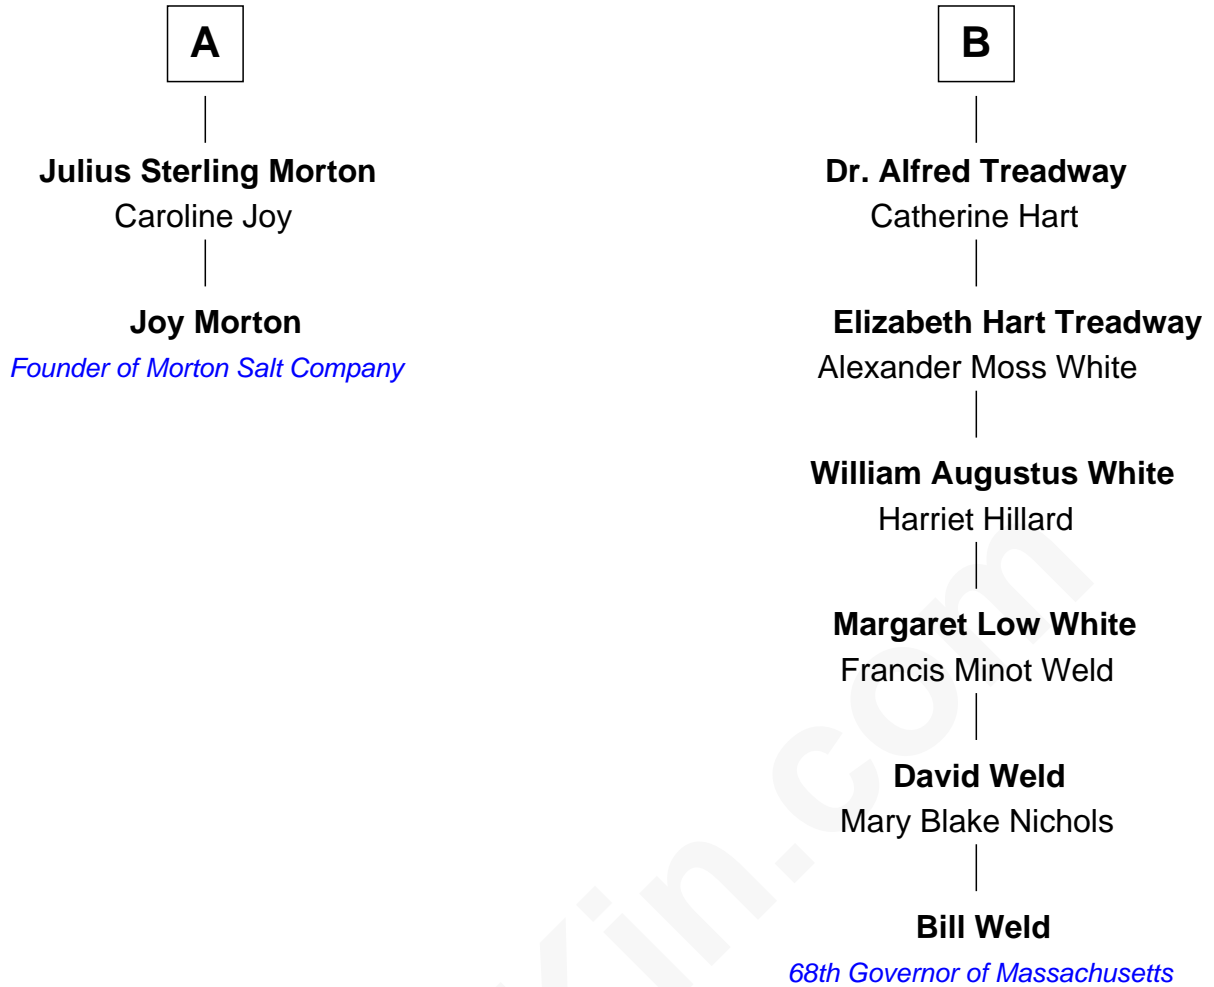 A
Julius Sterling Morton
Caroline Joy
Joy Morton
Founder of Morton Salt Company
B
Dr. Alfred Treadway
Catherine Hart
Elizabeth Hart Treadway
Alexander Moss White
William Augustus White
Harriet Hillard
Margaret Low White
Francis Minot Weld
David Weld
Mary Blake Nichols
Bill Weld
68th Governor of Massachusetts
Kin.com